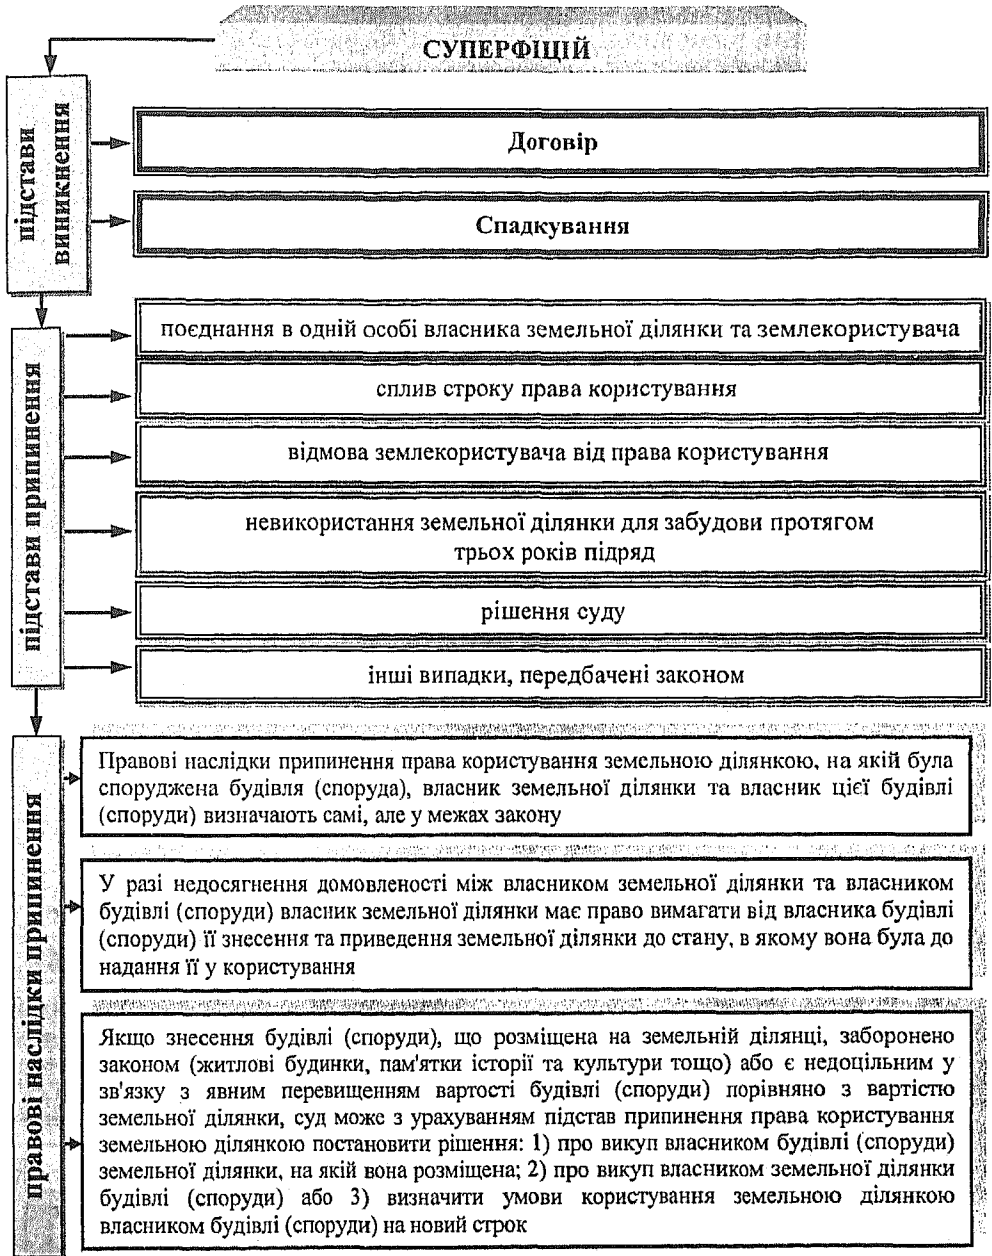 СУПЕРФІЦІЙ
підстави
виникнення
Договір
Спадкування
підстави припинення
поєднання в одній особі власника земельної ділянки та землекористувача
сплив строку права користування
відмова землекористувача від права користування
невикористання земельної ділянки для забудови протягом
трьох років підряд
рішення суду
інші випадки, передбачені законом
правові наслідки припинення
Правові наслідки припинення права користування земельною ділянкою, на якій була
споруджена будівля (споруда), власник земельної ділянки та власник цієї будівлі
(споруди) визначають самі, але у межах закону
У разі недосягнення домовленості між власником земельної ділянки та власником
будівлі (споруди) власник земельної ділянки має право вимагати від власника будівлі
(споруди) її знесення та приведення земельної ділянки до стану, в якому вона була до
надання її у користування
Якщо знесення будівлі (споруди), що розміщена на земельній ділянці, заборонено
законом (житлові будинки, пам'ятки історії та культури тощо) або є недоцільним у
зв'язку з явним перевищенням вартості будівлі (споруди) порівняно з вартістю
земельної ділянки, суд може з урахуванням підстав припинення права користування
земельною ділянкою постановити рішення: 1) про викуп власником будівлі (споруди)
земельної ділянки, на якій вона розміщена; 2) про викуп власником земельної ділянки
будівлі (споруди) або 3) визначити умови користування земельною ділянкою
власником будівлі (споруди) на новий строк